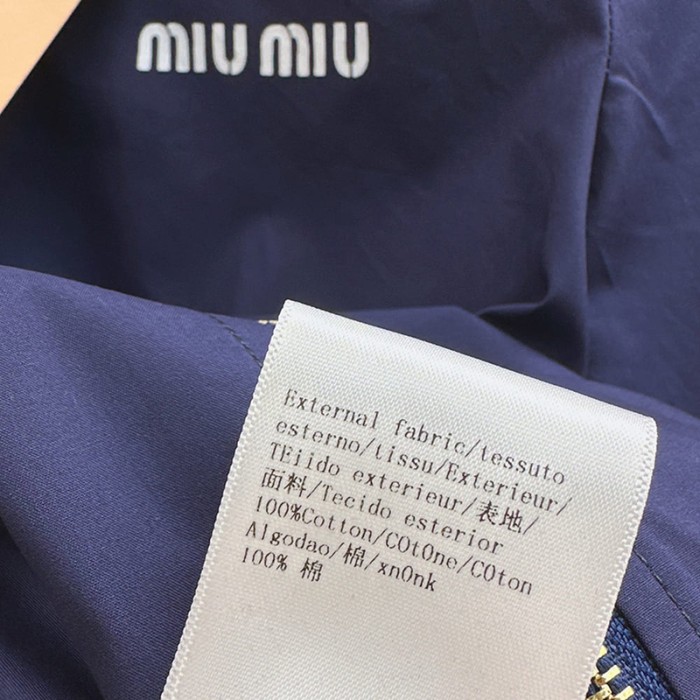 MIU MIU
External fabric/tessuto
esterno/tissu/Exterieur/
TEiido exterieur/表地/
面料/Tecido esterior
100%Cotton/COtOne/COton
Algodao/棉/xnOnk
100% 棉